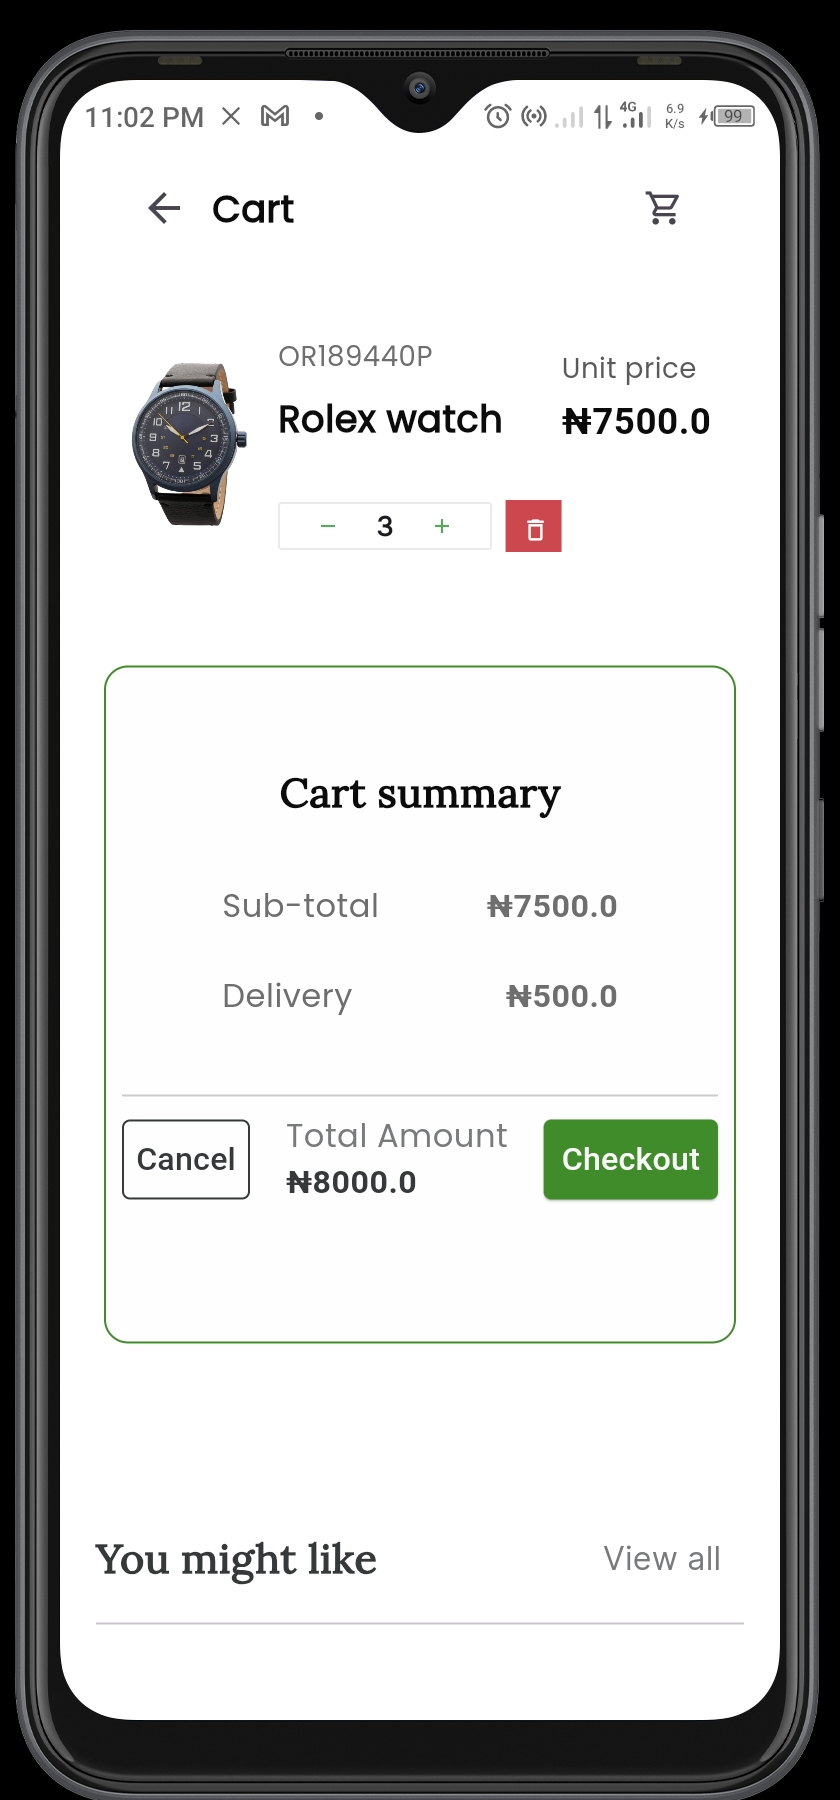 11:02 PM
4G
6.9
K/s
99
Cart
OR189440P
Rolex watch
Unit price
₦7500.0
− 3 +
Cart summary
Sub-total ₦7500.0
Delivery ₦500.0
Cancel
Total Amount
₦8000.0
Checkout
You might like
View all